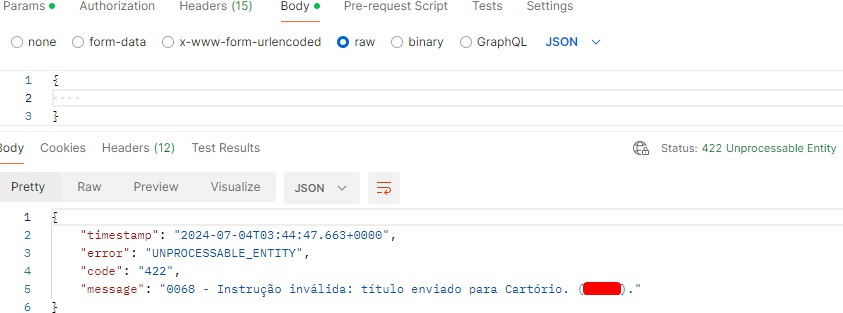 Params Authorization Headers (15) Body Pre-request Script Tests Settings
none form-data x-www-form-urlencoded raw binary GraphQL JSON
1 {
2 ····
3 }
Body Cookies Headers (12) Test Results Status: 422 Unprocessable Entity
Pretty Raw Preview Visualize JSON
1 {
2 "timestamp": "2024-07-04T03:44:47.663+0000",
3 "error": "UNPROCESSABLE_ENTITY",
4 "code": "422",
5 "message": "0068 - Instrução inválida: título enviado para Cartório. ( )."
6 }